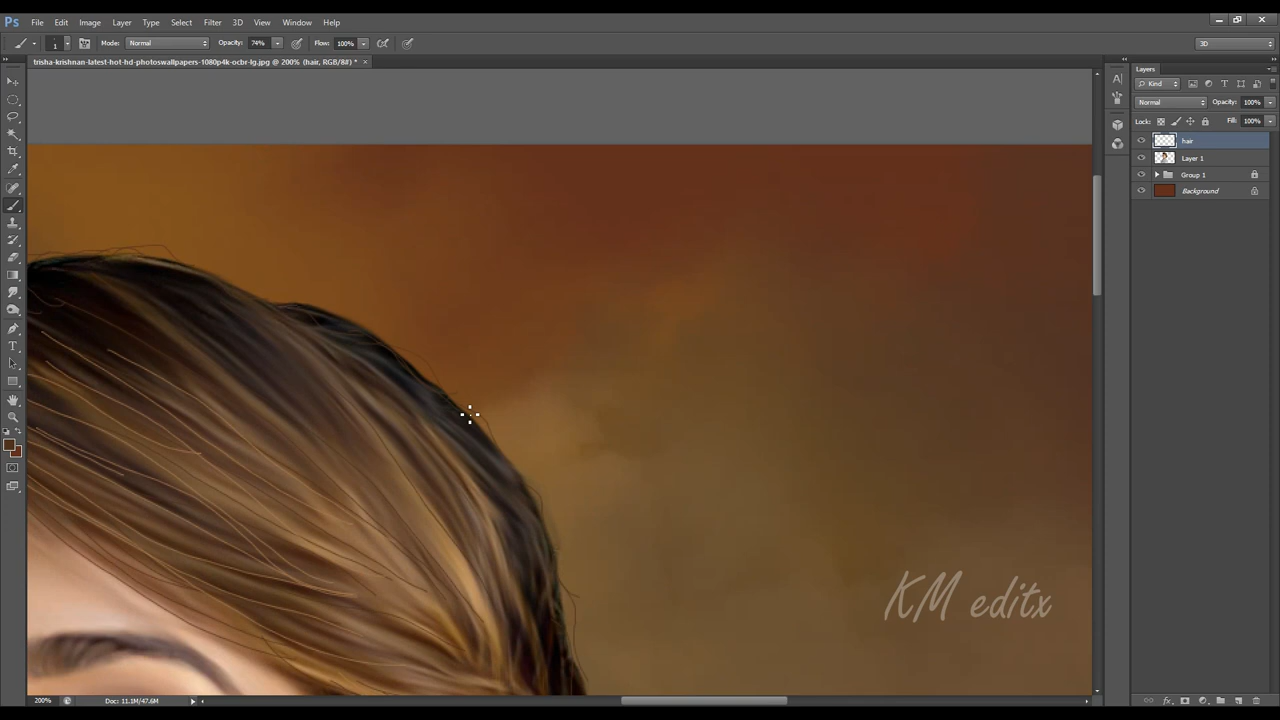 Ps File Edit Image Layer Type Select Filter 3D View Window Help
1 Mode: Normal Opacity: 74% Flow: 100% 3D
trisha-krishnan-latest-hot-hd-photoswallpapers-1080p4k-ocbr-lg.jpg @ 200% (hair, RGB/8#) * ×
Layers
Kind
Normal Opacity: 100%
Lock: Fill: 100%
hair
Layer 1
Group 1
Background
KM editx
200% Doc: 11.1M/47.6M